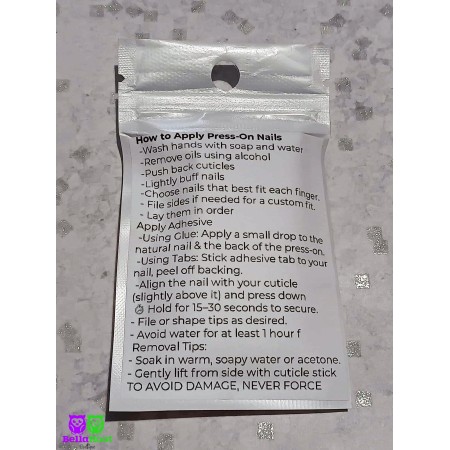 How to Apply Press-On Nails
-Wash hands with soap and water
-Remove oils using alcohol
-Push back cuticles
-Lightly buff nails
-Choose nails that best fit each finger.
- File sides if needed for a custom fit.
- Lay them in order
Apply Adhesive
-Using Glue: Apply a small drop to the
natural nail & the back of the press-on.
-Using Tabs: Stick adhesive tab to your
nail, peel off backing.
-Align the nail with your cuticle
(slightly above it) and press down
⏱ Hold for 15–30 seconds to secure.
- File or shape tips as desired.
- Avoid water for at least 1 hour f
Removal Tips:
- Soak in warm, soapy water or acetone.
- Gently lift from side with cuticle stick
TO AVOID DAMAGE, NEVER FORCE
Bella